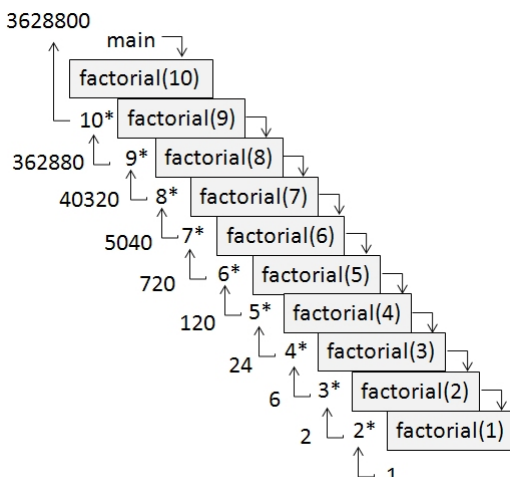 3628800
main
factorial(10)
10* factorial(9)
362880 9* factorial(8)
40320 8* factorial(7)
5040 7* factorial(6)
720 6* factorial(5)
120 5* factorial(4)
24 4* factorial(3)
6 3* factorial(2)
2 2* factorial(1)
1